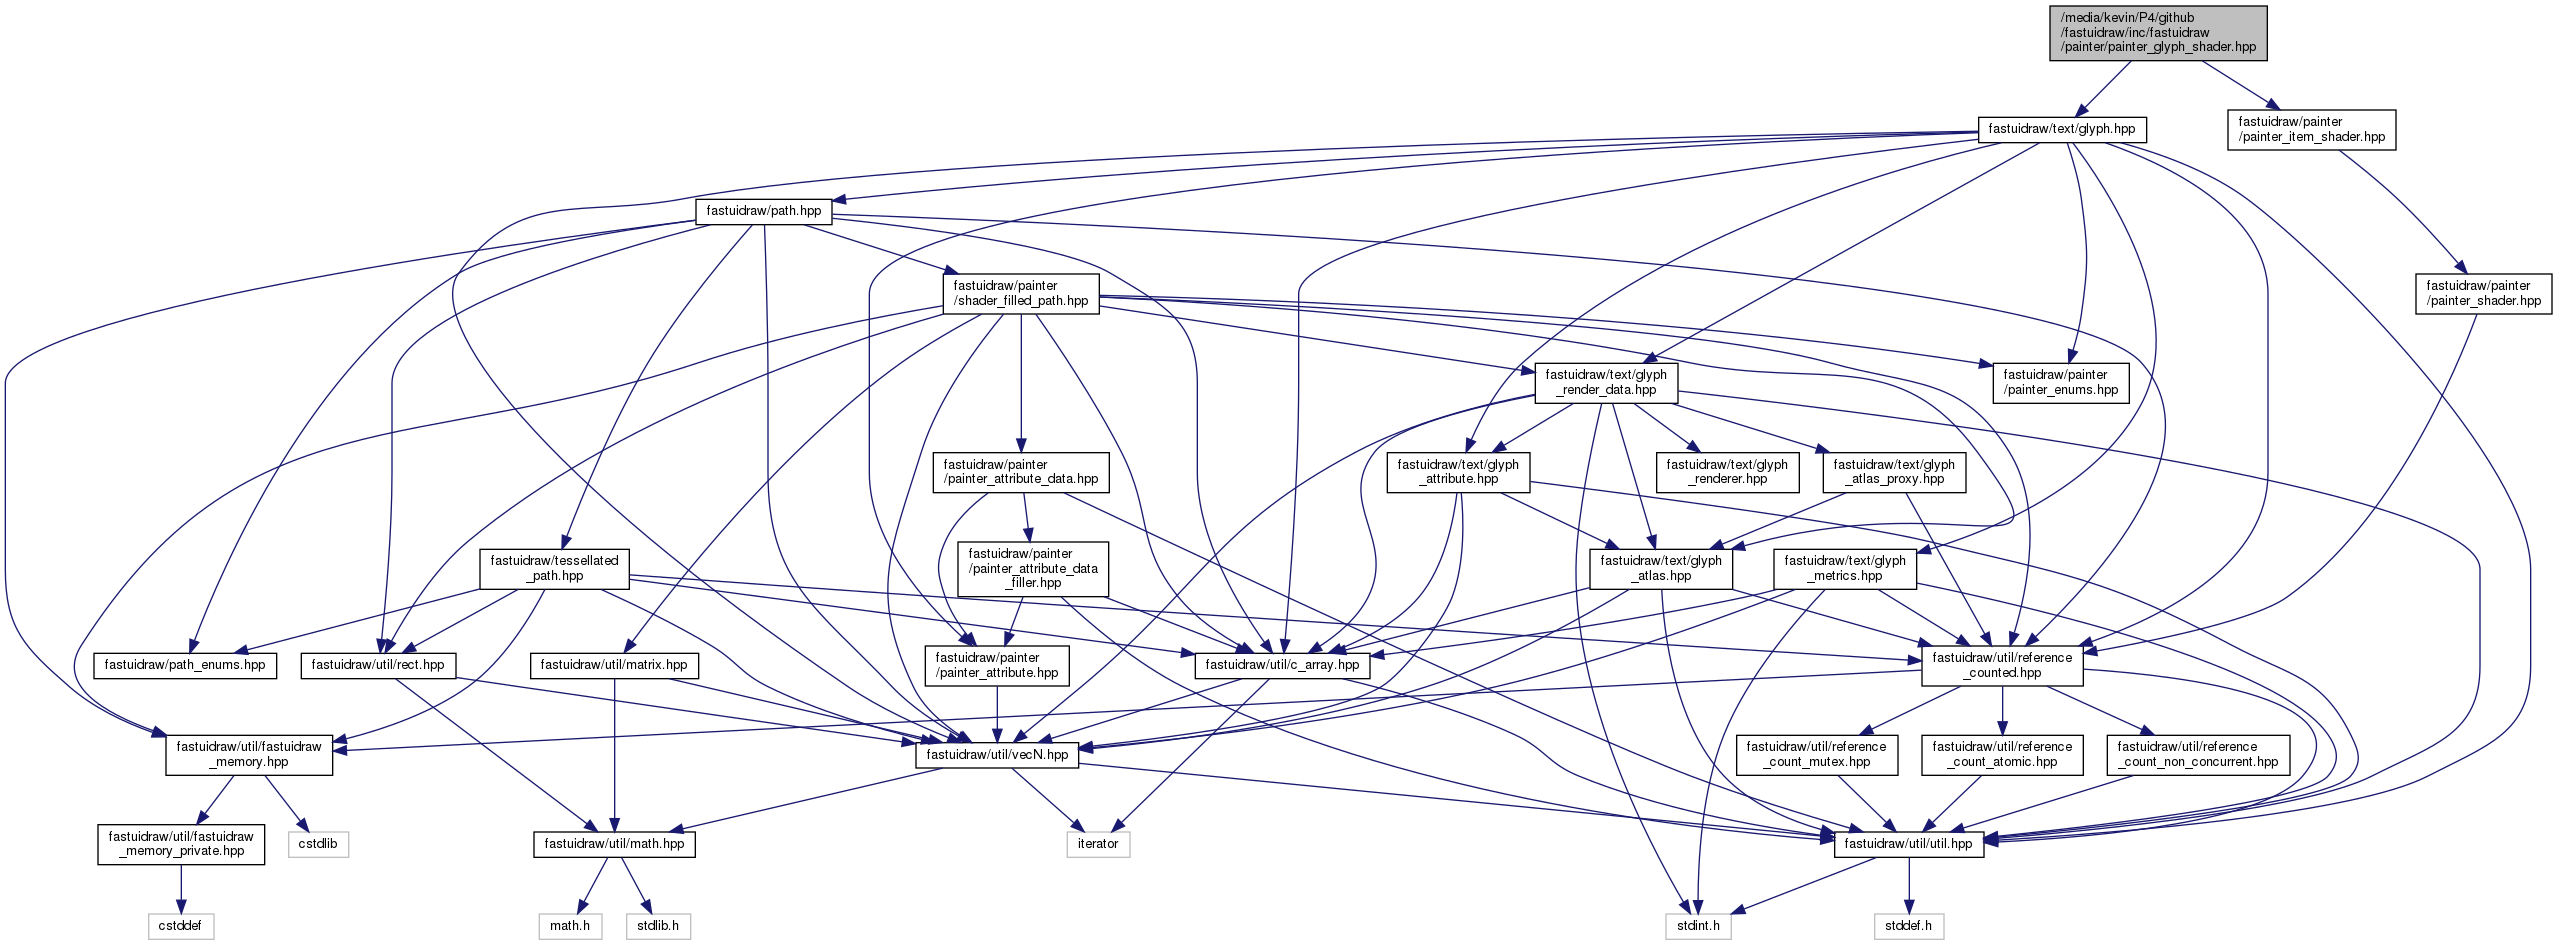 /media/kevin/P4/github
/fastuidraw/inc/fastuidraw
/painter/painter_glyph_shader.hpp
fastuidraw/text/glyph.hpp
fastuidraw/painter
/painter_item_shader.hpp
fastuidraw/path.hpp
fastuidraw/painter
/shader_filled_path.hpp
fastuidraw/painter
/painter_shader.hpp
fastuidraw/text/glyph
_render_data.hpp
fastuidraw/painter
/painter_enums.hpp
fastuidraw/painter
/painter_attribute_data.hpp
fastuidraw/text/glyph
_attribute.hpp
fastuidraw/text/glyph
_renderer.hpp
fastuidraw/text/glyph
_atlas_proxy.hpp
fastuidraw/tessellated
_path.hpp
fastuidraw/painter
/painter_attribute_data
_filler.hpp
fastuidraw/text/glyph
_atlas.hpp
fastuidraw/text/glyph
_metrics.hpp
fastuidraw/path_enums.hpp
fastuidraw/util/rect.hpp
fastuidraw/util/matrix.hpp
fastuidraw/painter
/painter_attribute.hpp
fastuidraw/util/c_array.hpp
fastuidraw/util/reference
_counted.hpp
fastuidraw/util/fastuidraw
_memory.hpp
fastuidraw/util/vecN.hpp
fastuidraw/util/reference
_count_mutex.hpp
fastuidraw/util/reference
_count_atomic.hpp
fastuidraw/util/reference
_count_non_concurrent.hpp
fastuidraw/util/fastuidraw
_memory_private.hpp
cstdlib
fastuidraw/util/math.hpp
iterator
fastuidraw/util/util.hpp
cstddef
math.h
stdlib.h
stdint.h
stddef.h